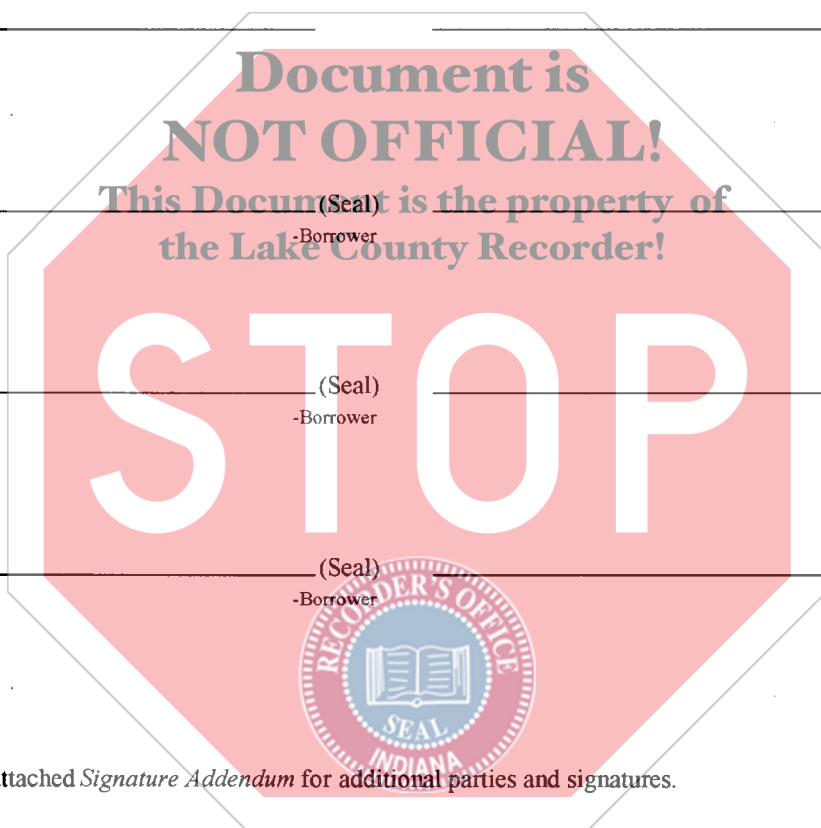 Document is
NOT OFFICIAL!
This Document is the property of
(Seal)
the Lake County Recorder!
-Borrower
STOP
(Seal)
-Borrower
(Seal)
-Borrower
RECORDER'S OFFICE
SEAL
INDIANA
Signature Addendum for additional parties and signatures.